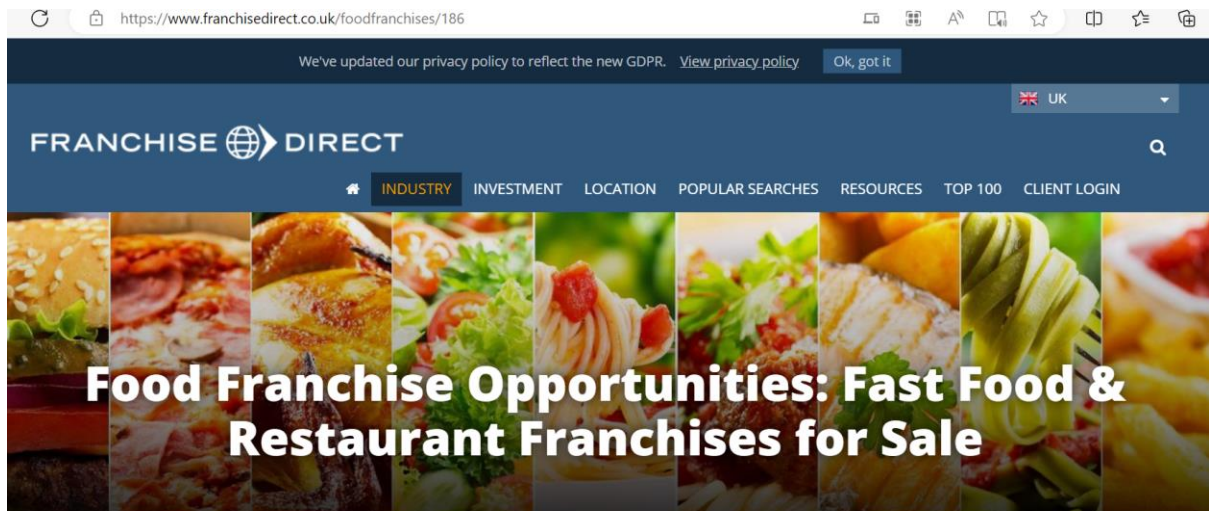 https://www.franchisedirect.co.uk/foodfranchises/186
We've updated our privacy policy to reflect the new GDPR. View privacy policy Ok, got it
UK
FRANCHISE DIRECT
INDUSTRY INVESTMENT LOCATION POPULAR SEARCHES RESOURCES TOP 100 CLIENT LOGIN
Food Franchise Opportunities: Fast Food &
Restaurant Franchises for Sale